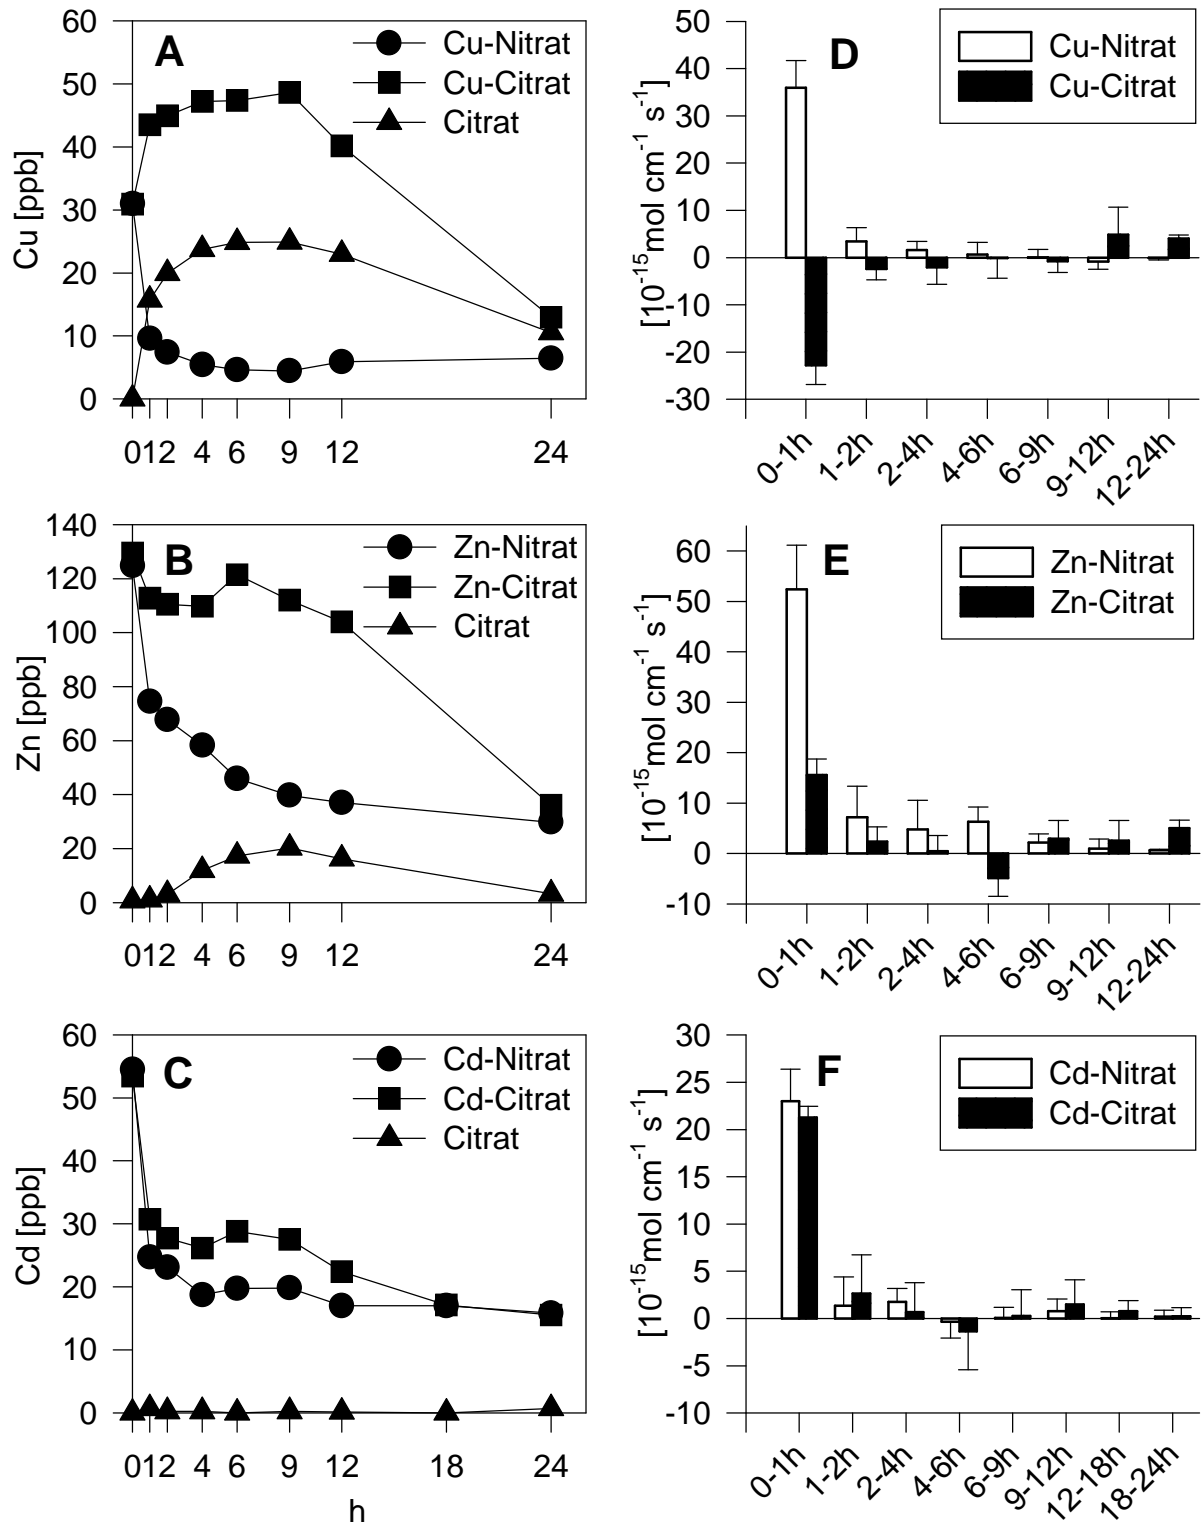 A
Cu-Nitrat
Cu-Citrat
Citrat
Cu [ppb]
60
50
40
30
20
10
0
0 1 2 4 6 9 12 24
D
Cu-Nitrat
Cu-Citrat
[10⁻¹⁵mol cm⁻¹ s⁻¹]
50
40
30
20
10
0
-10
-20
-30
0-1h 1-2h 2-4h 4-6h 6-9h 9-12h 12-24h
B
Zn-Nitrat
Zn-Citrat
Citrat
Zn [ppb]
140
120
100
80
60
40
20
0
0 1 2 4 6 9 12 24
E
Zn-Nitrat
Zn-Citrat
[10⁻¹⁵mol cm⁻¹ s⁻¹]
60
50
40
30
20
10
0
-10
0-1h 1-2h 2-4h 4-6h 6-9h 9-12h 12-24h
C
Cd-Nitrat
Cd-Citrat
Citrat
Cd [ppb]
60
50
40
30
20
10
0
0 1 2 4 6 9 12 18 24
h
F
Cd-Nitrat
Cd-Citrat
[10⁻¹⁵mol cm⁻¹ s⁻¹]
30
25
20
15
10
5
0
-5
-10
0-1h 1-2h 2-4h 4-6h 6-9h 9-12h 12-18h 18-24h